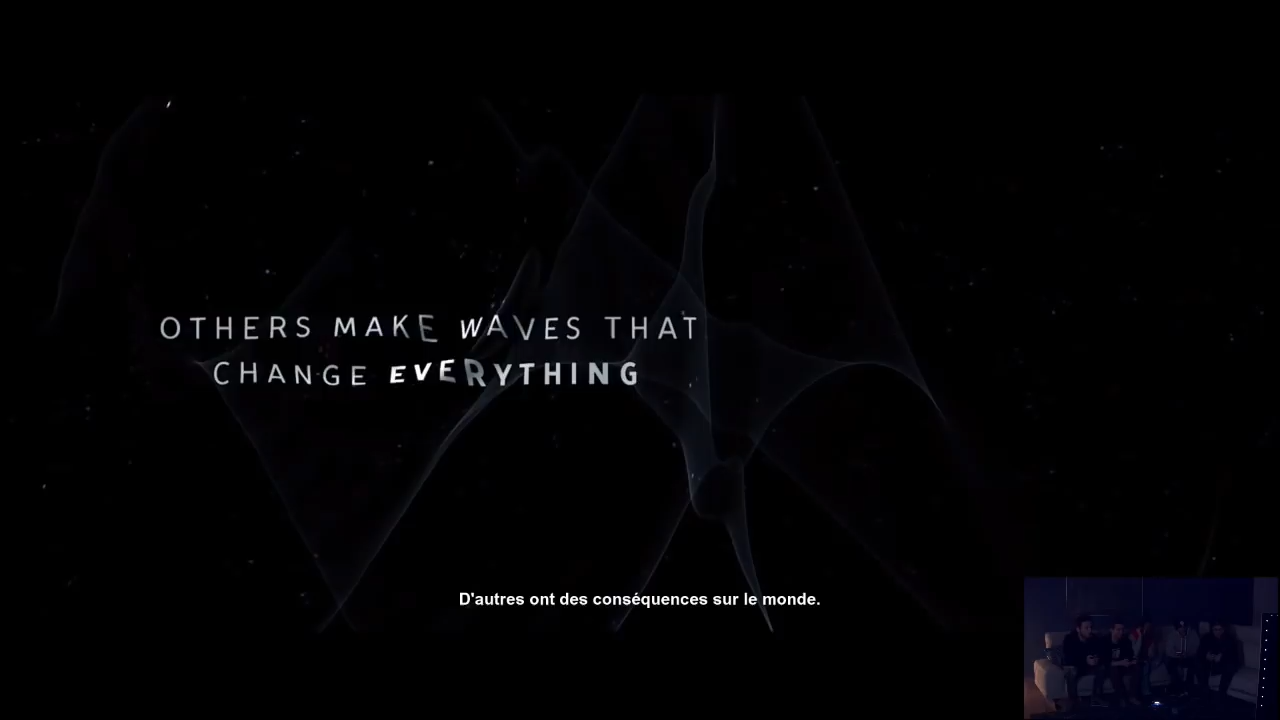 OTHERS MAKE WAVES THAT
CHANGE EVERYTHING
D'autres ont des conséquences sur le monde.